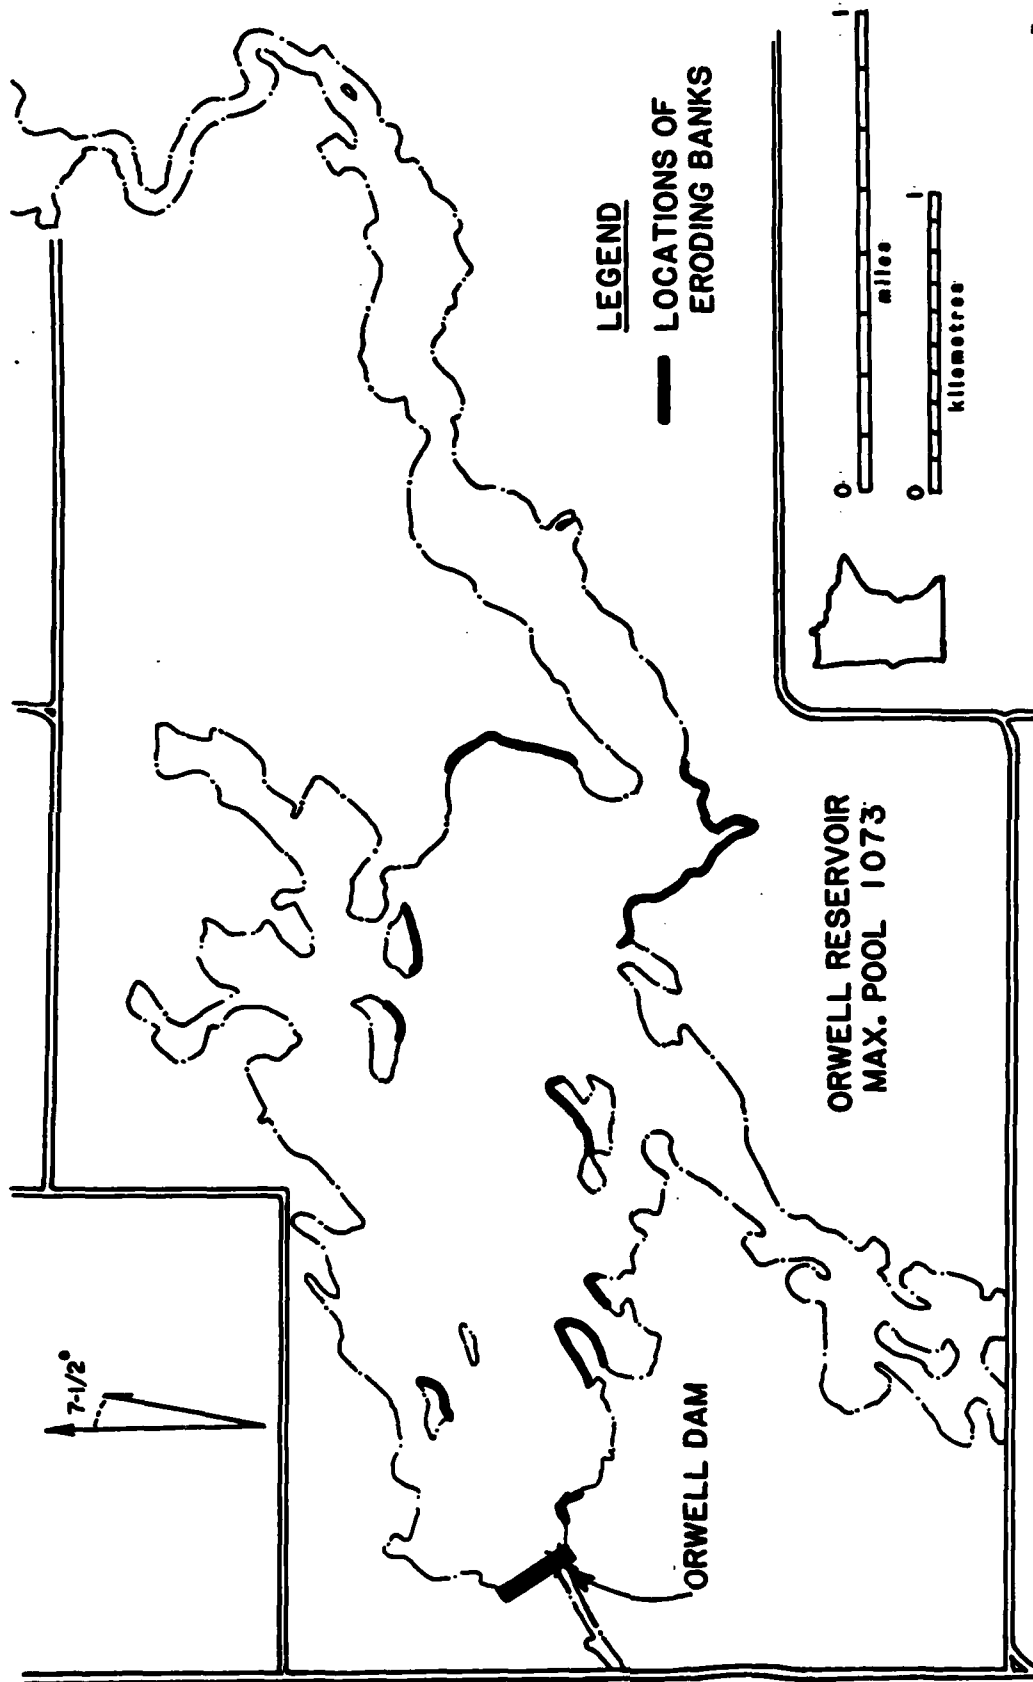 7-1/2°
LEGEND
LOCATIONS OF
ERODING BANKS
ORWELL RESERVOIR
MAX. POOL 1073
ORWELL DAM
0 1
miles
0 1
kilometres